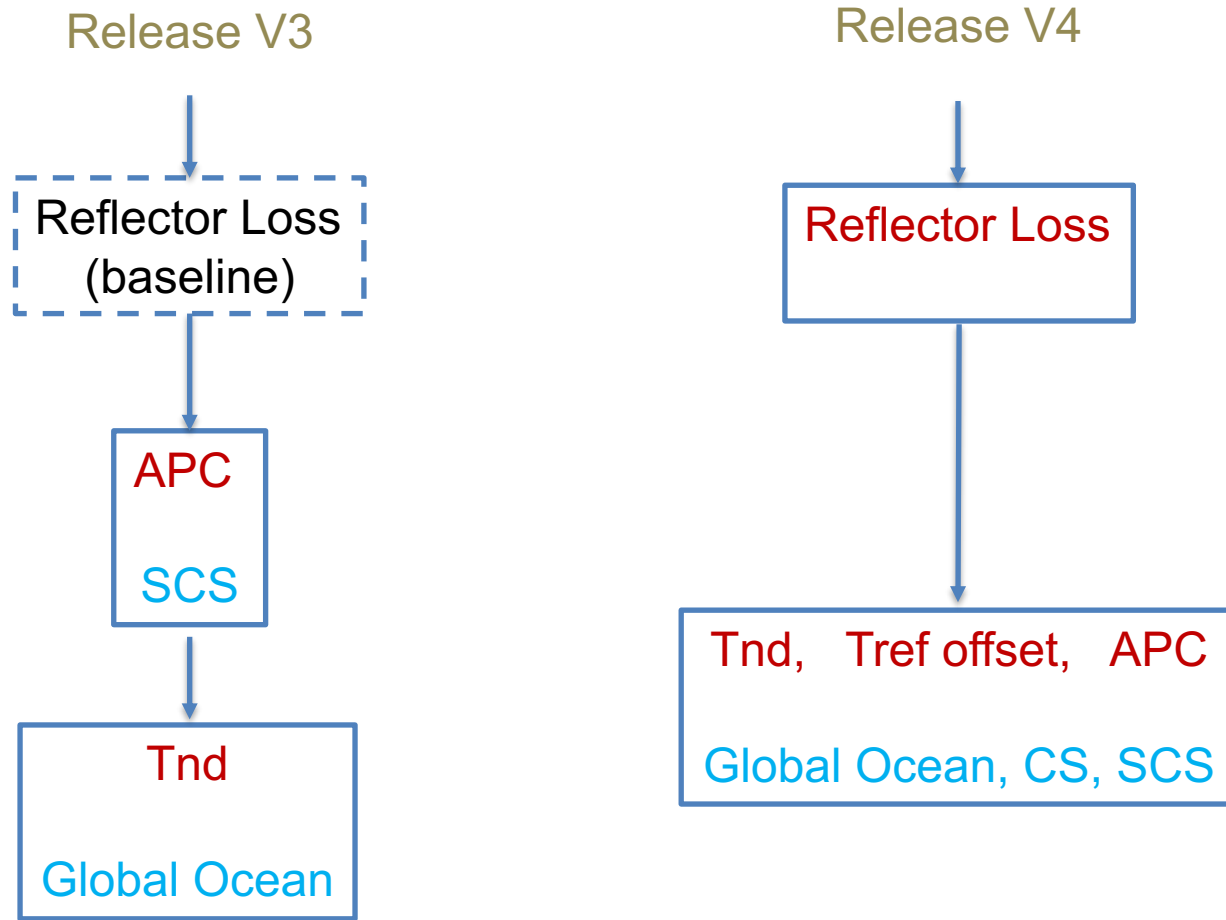 Release V3
Reflector Loss
(baseline)
APC
SCS
Tnd
Global Ocean
Release V4
Reflector Loss
Tnd, Tref offset, APC
Global Ocean, CS, SCS